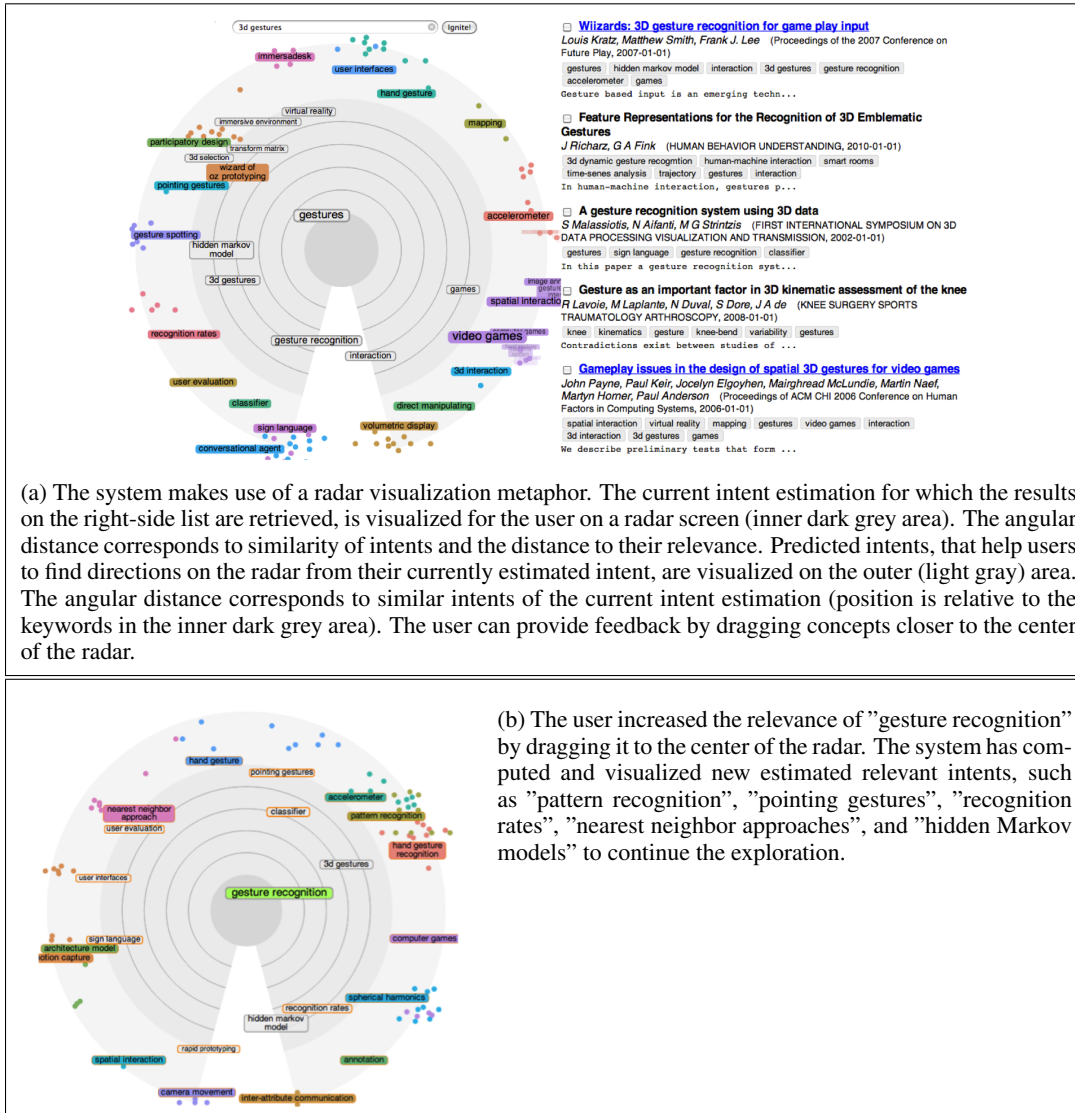 3d gestures
Ignite!
immersadesk
user interfaces
hand gesture
virtual reality
immersive environment
mapping
participatory design
transform matrix
3d selection
wizard of
oz prototyping
pointing gestures
gestures
accelerometer
gesture spotting
hidden markov
model
3d gestures
games
spatial interactio
recognition rates
gesture recognition
video games
interaction
3d interaction
user evaluation
classifier
direct manipulating
sign language
volumetric display
conversational agent
Wiizards: 3D gesture recognition for game play input
Louis Kratz, Matthew Smith, Frank J. Lee (Proceedings of the 2007 Conference on
Future Play, 2007-01-01)
gestures hidden markov model interaction 3d gestures gesture recognition
accelerometer games
Gesture based input is an emerging techn...
Feature Representations for the Recognition of 3D Emblematic
Gestures
J Richarz, G A Fink (HUMAN BEHAVIOR UNDERSTANDING, 2010-01-01)
3d dynamic gesture recogmtion human-machine interaction smart rooms
time-senes analysis trajectory gestures interaction
In human-machine interaction, gestures p...
A gesture recognition system using 3D data
S Malassiotis, N Aifanti, M G Strintzis (FIRST INTERNATIONAL SYMPOSIUM ON 3D
DATA PROCESSING VISUALIZATION AND TRANSMISSION, 2002-01-01)
gestures sign language gesture recognition classifier
In this paper a gesture recognition syst...
Gesture as an important factor in 3D kinematic assessment of the knee
R Lavoie, M Laplante, N Duval, S Dore, J A de (KNEE SURGERY SPORTS
TRAUMATOLOGY ARTHROSCOPY, 2008-01-01)
knee kinematics gesture knee-bend variability gestures
Contradictions exist between studies of ...
Gameplay issues in the design of spatial 3D gestures for video games
John Payne, Paul Keir, Jocelyn Elgoyhen, Mairghread McLundie, Martin Naef,
Martyn Horner, Paul Anderson (Proceedings of ACM CHI 2006 Conference on Human
Factors in Computing Systems, 2006-01-01)
spatial interaction virtual reality mapping gestures video games interaction
3d interaction 3d gestures games
We describe preliminary tests that form ...
(a) The system makes use of a radar visualization metaphor. The current intent estimation for which the results
on the right-side list are retrieved, is visualized for the user on a radar screen (inner dark grey area). The angular
distance corresponds to similarity of intents and the distance to their relevance. Predicted intents, that help users
to find directions on the radar from their currently estimated intent, are visualized on the outer (light gray) area.
The angular distance corresponds to similar intents of the current intent estimation (position is relative to the
keywords in the inner dark grey area). The user can provide feedback by dragging concepts closer to the center
of the radar.
hand gesture
pointing gestures
accelerometer
nearest neighbor
approach
classifier
pattern recognition
user evaluation
hand gesture
recognition
3d gestures
user interfaces
gesture recognition
sign language
computer games
architecture model
otion capture
spherical harmonics
recognition rates
hidden markov
model
rapid prototyping
spatial interaction
annotation
camera movement
inter-attribute communication
(b) The user increased the relevance of ”gesture recognition”
by dragging it to the center of the radar. The system has com-
puted and visualized new estimated relevant intents, such
as ”pattern recognition”, ”pointing gestures”, ”recognition
rates”, ”nearest neighbor approaches”, and ”hidden Markov
models” to continue the exploration.